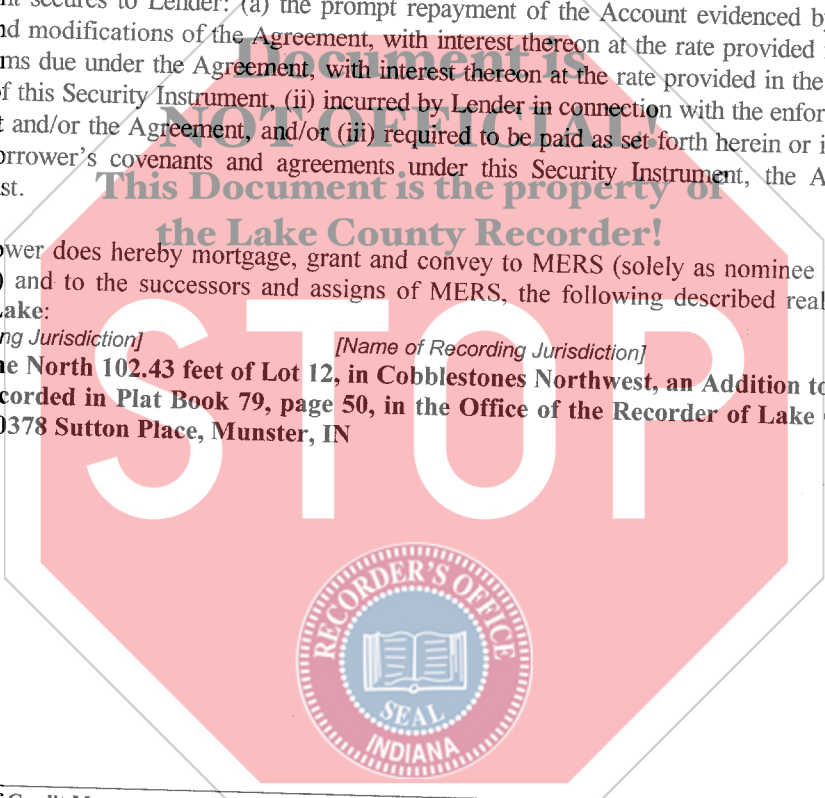 nt secures to Lender: (a) the prompt repayment of the Account evidenced by
nd modifications of the Agreement, with interest thereon at the rate provided
Document is
ms due under the Agreement, with interest thereon at the rate provided in the
f this Security Instrument, (ii) incurred by Lender in connection with the enfor
NOT OFFICIAL!
t and/or the Agreement, and/or (iii) required to be paid as set forth herein or i
orrower's covenants and agreements under this Security Instrument, the A
st.
This Document is the property of
the Lake County Recorder!
ower does hereby mortgage, grant and convey to MERS (solely as nominee
) and to the successors and assigns of MERS, the following described real
Lake:
ng Jurisdiction] [Name of Recording Jurisdiction]
e North 102.43 feet of Lot 12, in Cobblestones Northwest, an Addition to
corded in Plat Book 79, page 50, in the Office of the Recorder of Lake
0378 Sutton Place, Munster, IN
STOP
RECORDER'S OFFICE
SEAL
INDIANA